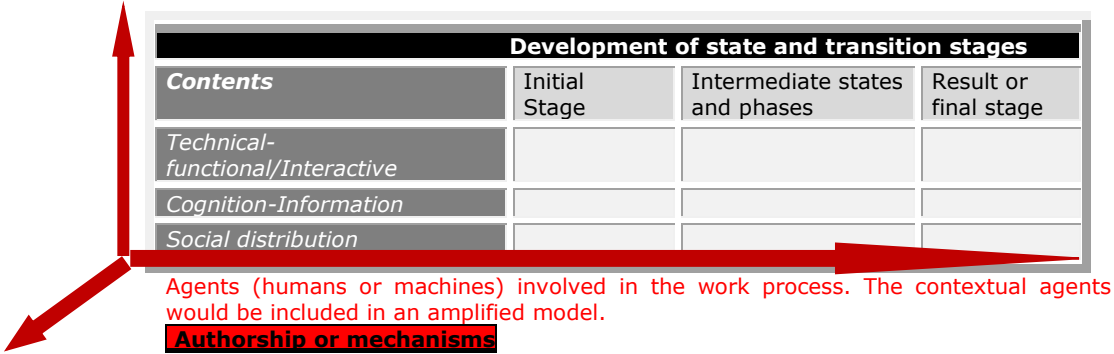 Development of state and transition stages
Contents
Initial
Stage
Intermediate states
and phases
Result or
final stage
Technical-
functional/Interactive
Cognition-Information
Social distribution
Agents (humans or machines) involved in the work process. The contextual agents
would be included in an amplified model.
Authorship or mechanisms